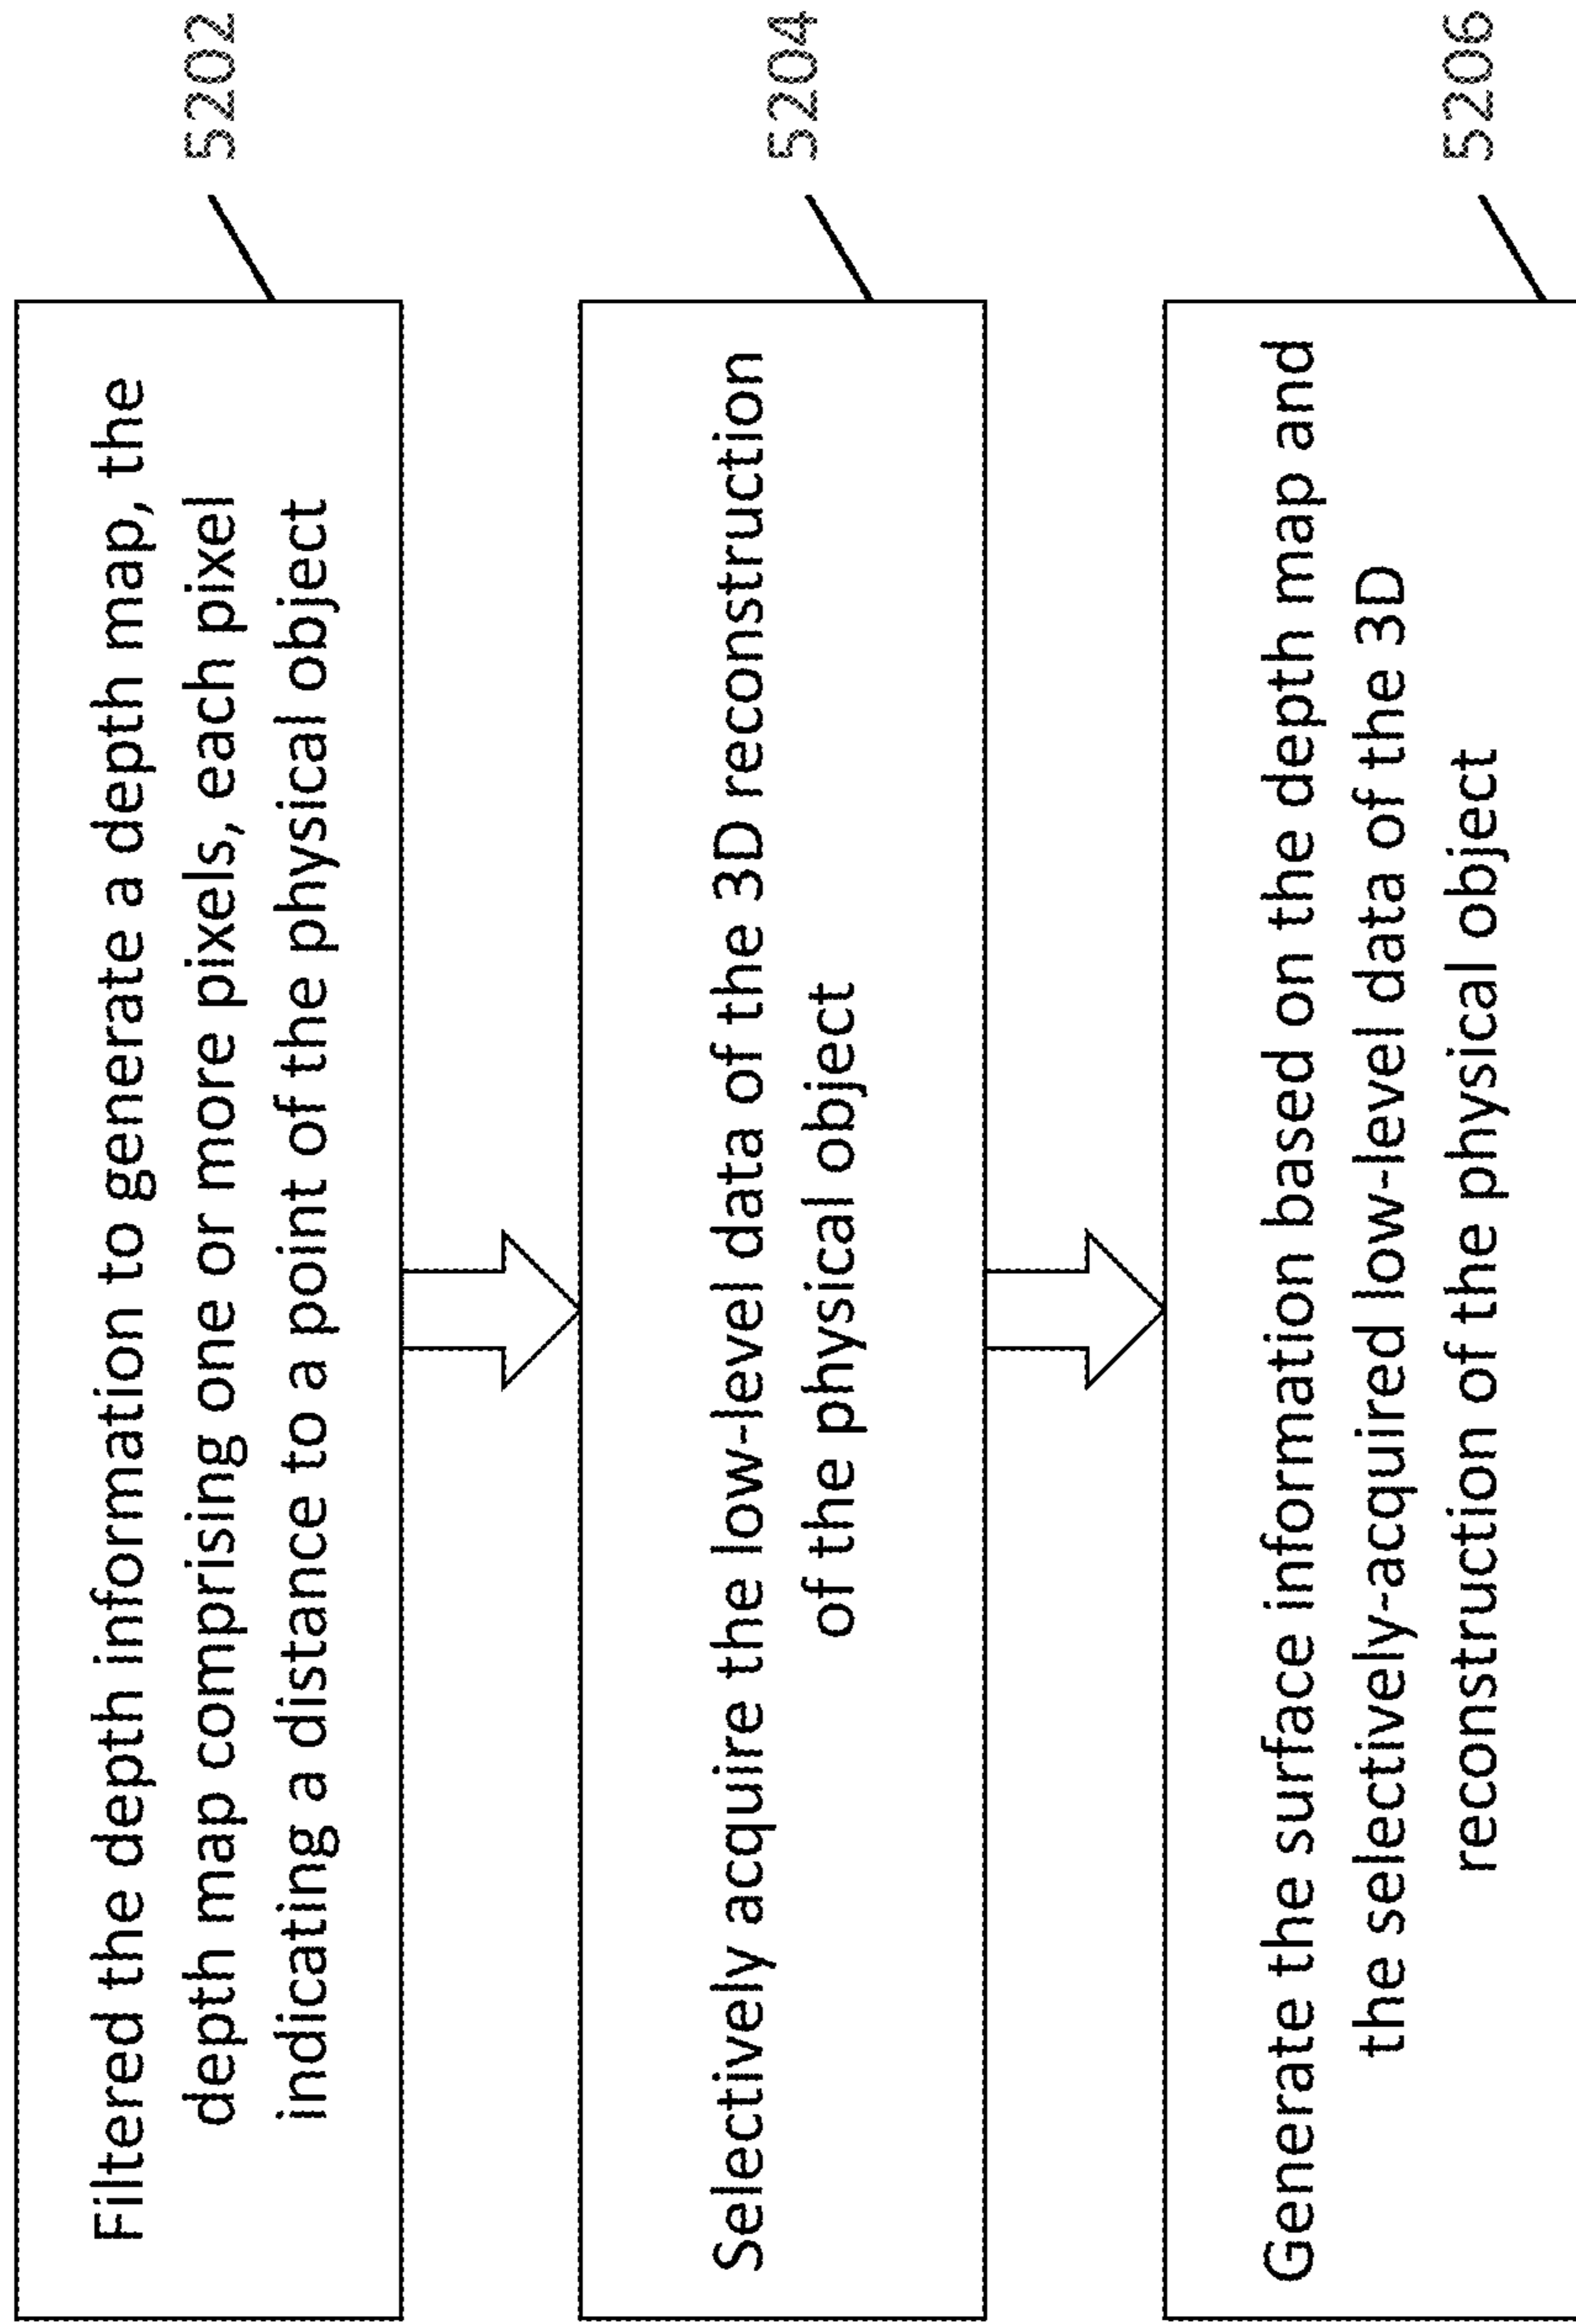 Filtered the depth information to generate a depth map, the
depth map comprising one or more pixels, each pixel
indicating a distance to a point of the physical object
5202
Selectively acquire the low-level data of the 3D reconstruction
of the physical object
5204
Generate the surface information based on the depth map and
the selectively-acquired low-level data of the 3D
reconstruction of the physical object
5206